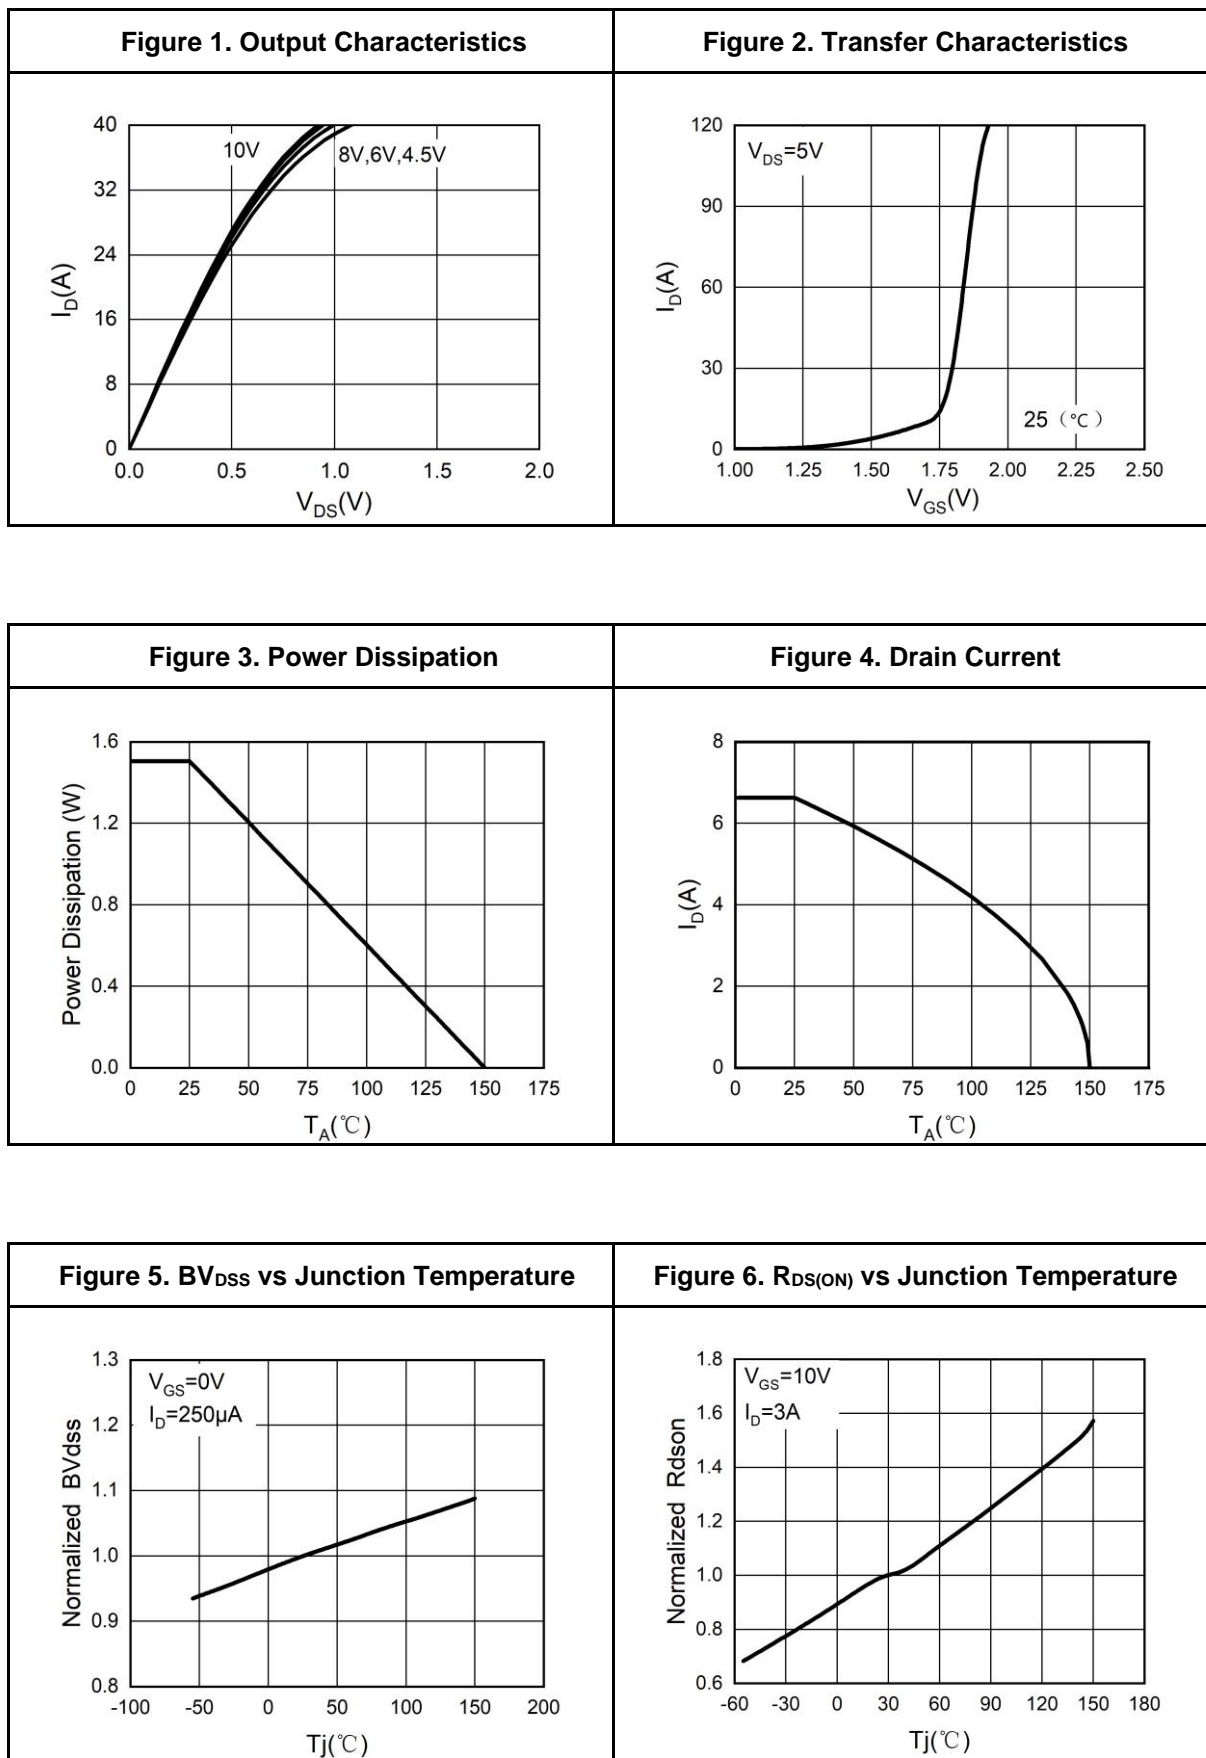 Figure 1. Output Characteristics
Figure 2. Transfer Characteristics
40
32
24
16
8
0
I_D(A)
10V
8V,6V,4.5V
0.0 0.5 1.0 1.5 2.0
V_DS(V)
120
90
60
30
0
I_D(A)
V_DS=5V
25（℃）
1.00 1.25 1.50 1.75 2.00 2.25 2.50
V_GS(V)
Figure 3. Power Dissipation
Figure 4. Drain Current
1.6
1.2
0.8
0.4
0.0
Power Dissipation (W)
0 25 50 75 100 125 150 175
T_A(℃)
8
6
4
2
0
I_D(A)
0 25 50 75 100 125 150 175
T_A(℃)
Figure 5. BV_DSS vs Junction Temperature
Figure 6. R_DS(ON) vs Junction Temperature
1.3
1.2
1.1
1.0
0.9
0.8
Normalized BVdss
V_GS=0V
I_D=250μA
-100 -50 0 50 100 150 200
Tj(℃)
1.8
1.6
1.4
1.2
1.0
0.8
0.6
Normalized Rdson
V_GS=10V
I_D=3A
-60 -30 0 30 60 90 120 150 180
Tj(℃)